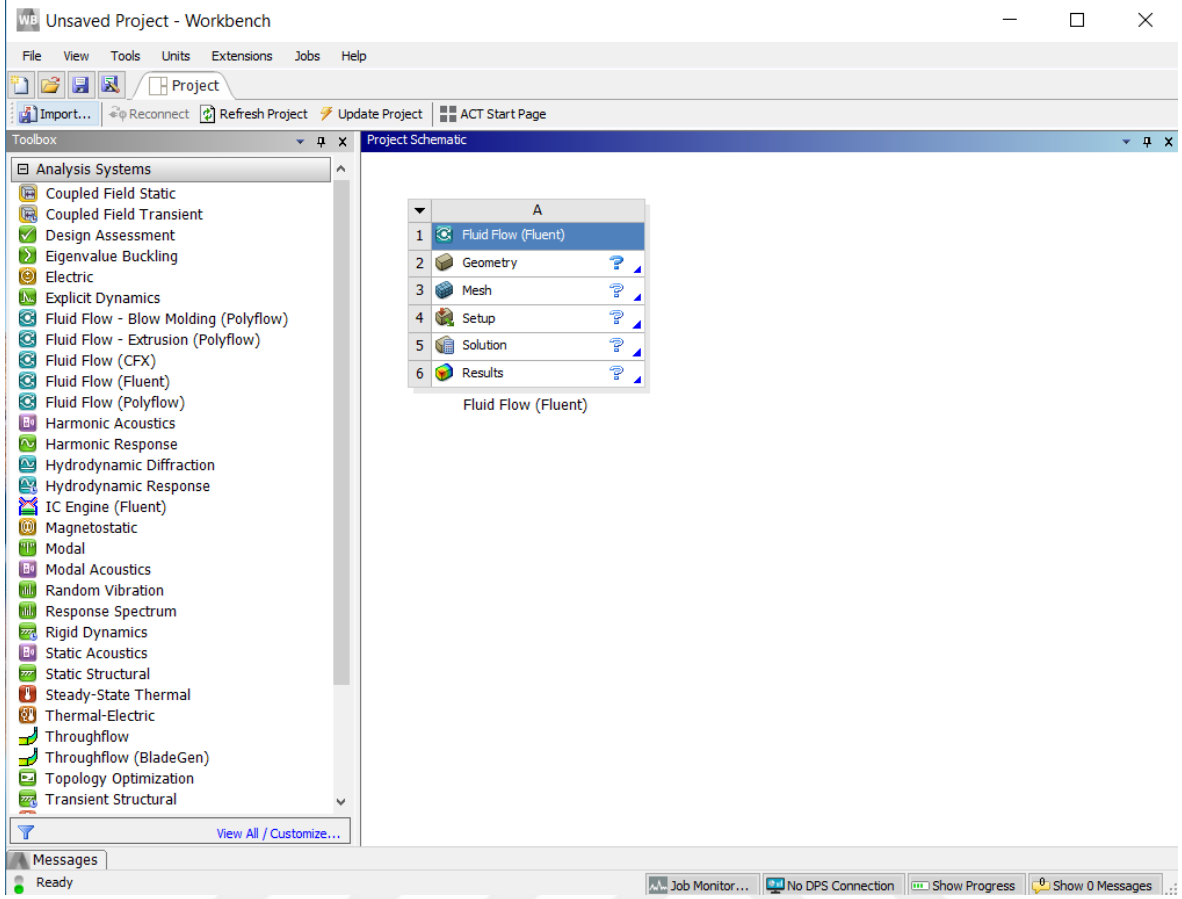 WB Unsaved Project - Workbench
File View Tools Units Extensions Jobs Help
Project
Import... Reconnect Refresh Project Update Project ACT Start Page
Toolbox
Project Schematic
Analysis Systems
Coupled Field Static
Coupled Field Transient
Design Assessment
Eigenvalue Buckling
Electric
Explicit Dynamics
Fluid Flow - Blow Molding (Polyflow)
Fluid Flow - Extrusion (Polyflow)
Fluid Flow (CFX)
Fluid Flow (Fluent)
Fluid Flow (Polyflow)
Harmonic Acoustics
Harmonic Response
Hydrodynamic Diffraction
Hydrodynamic Response
IC Engine (Fluent)
Magnetostatic
Modal
Modal Acoustics
Random Vibration
Response Spectrum
Rigid Dynamics
Static Acoustics
Static Structural
Steady-State Thermal
Thermal-Electric
Throughflow
Throughflow (BladeGen)
Topology Optimization
Transient Structural
View All / Customize...
A
1 Fluid Flow (Fluent)
2 Geometry ?
3 Mesh ?
4 Setup ?
5 Solution ?
6 Results ?
Fluid Flow (Fluent)
Messages
Ready
Job Monitor... No DPS Connection Show Progress Show 0 Messages